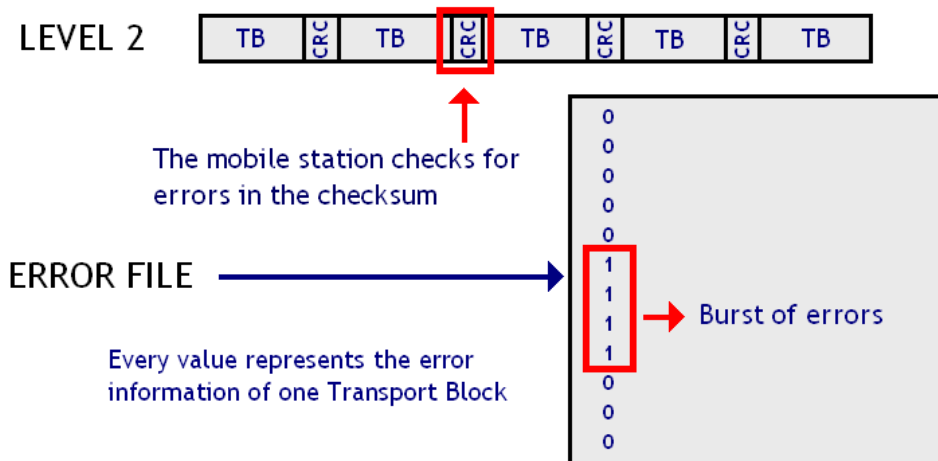 LEVEL 2
TB CRC TB CRC TB CRC TB CRC TB
The mobile station checks for
errors in the checksum
ERROR FILE
Every value represents the error
information of one Transport Block
0
0
0
0
0
1
1
1
1
0
0
0
Burst of errors